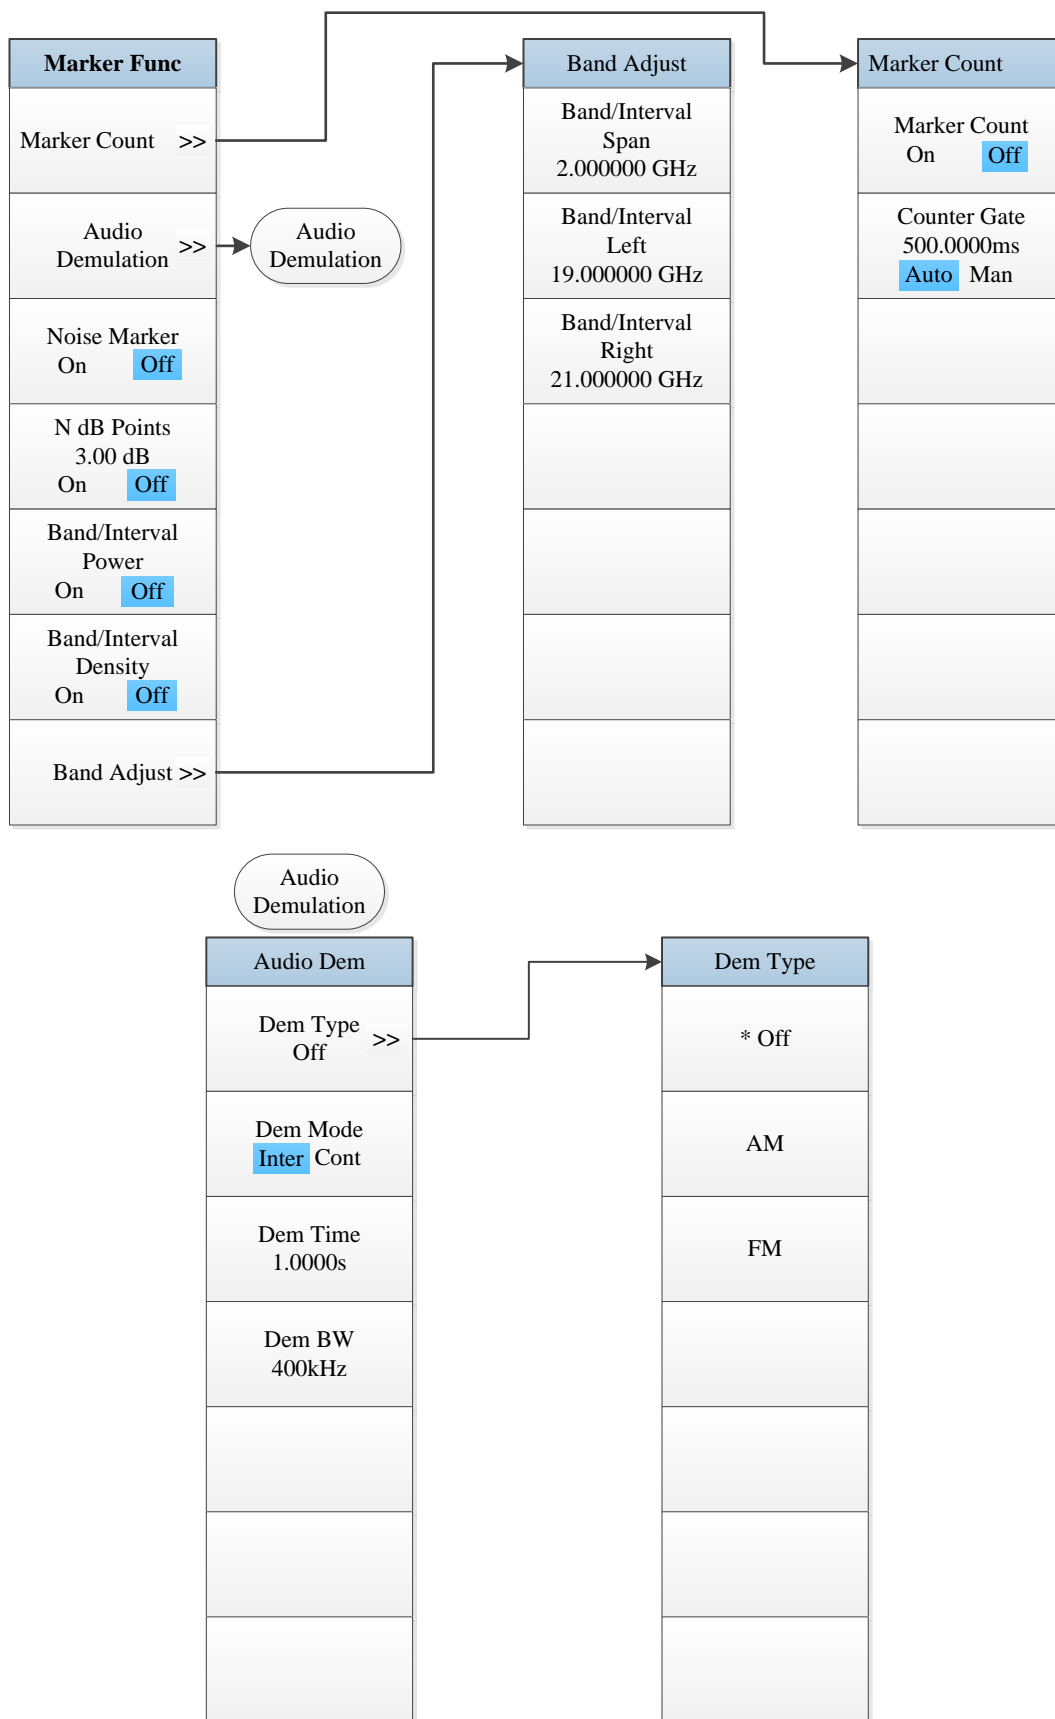 Marker Func
Marker Count >>
Audio
Demulation >>
Noise Marker
On Off
N dB Points
3.00 dB
On Off
Band/Interval
Power
On Off
Band/Interval
Density
On Off
Band Adjust >>
Audio
Demulation
Band Adjust
Band/Interval
Span
2.000000 GHz
Band/Interval
Left
19.000000 GHz
Band/Interval
Right
21.000000 GHz
Marker Count
Marker Count
On Off
Counter Gate
500.0000ms
Auto Man
Audio
Demulation
Audio Dem
Dem Type >>
Off
Dem Mode
Inter Cont
Dem Time
1.0000s
Dem BW
400kHz
Dem Type
* Off
AM
FM